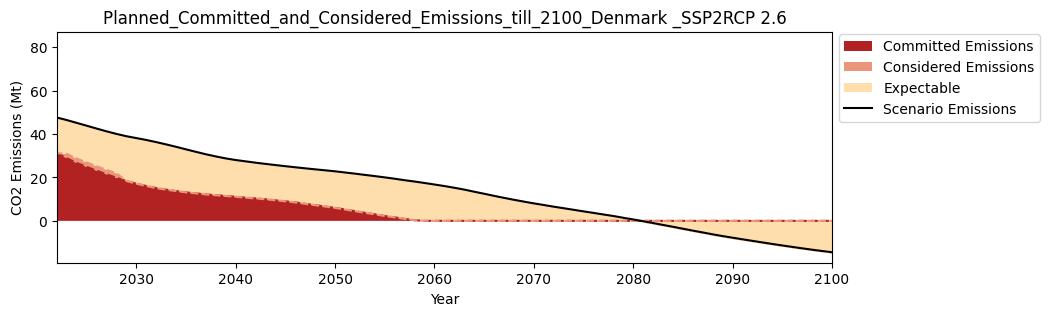 Planned_Committed_and_Considered_Emissions_till_2100_Denmark _SSP2RCP 2.6
CO2 Emissions (Mt)
80
60
40
20
0
2030 2040 2050 2060 2070 2080 2090 2100
Year
Committed Emissions
Considered Emissions
Expectable
Scenario Emissions